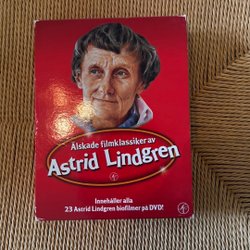 Älskade filmklassiker av
Astrid Lindgren
Innehåller alla
23 Astrid Lindgren biofilmer på DVD!